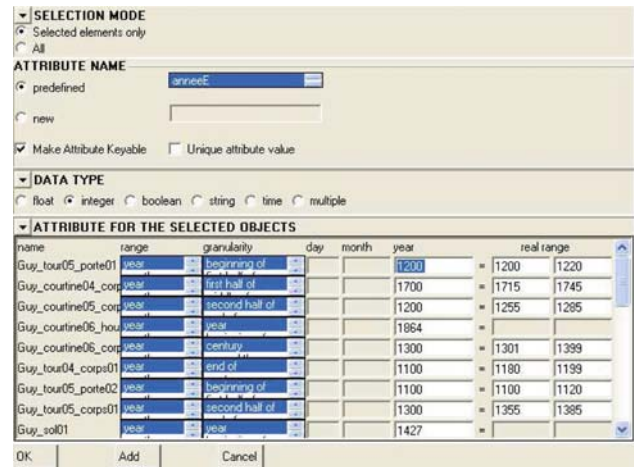 SELECTION MODE
Selected elements only
All
ATTRIBUTE NAME
predefined anneeE
new
Make Attribute Keyable Unique attribute value
DATA TYPE
float integer boolean string time multiple
ATTRIBUTE FOR THE SELECTED OBJECTS
name range granularity day month year real range
Guy_tour05_porte01 year beginning of 1200 = 1200 1220
Guy_courtine04_corp year first half of 1700 = 1715 1745
Guy_courtine05_corp year second half of 1200 = 1255 1285
Guy_courtine06_hou year year 1864 =
Guy_courtine06_corp year century 1300 = 1301 1399
Guy_tour04_corps01 year end of 1100 = 1180 1199
Guy_tour05_porte02 year beginning of 1100 = 1100 1120
Guy_tour05_corps01 year second half of 1300 = 1355 1385
Guy_sol01 year year 1427 =
OK Add Cancel